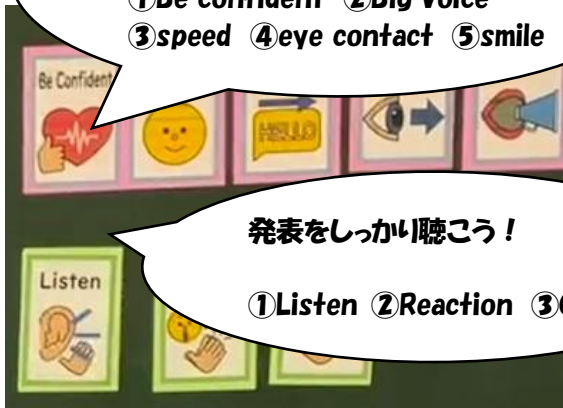 ①Be confident ②Big voice
③speed ④eye contact ⑤smile
Be Confident
HELLO
発表をしっかり聴こう！
Listen
①Listen ②Reaction ③